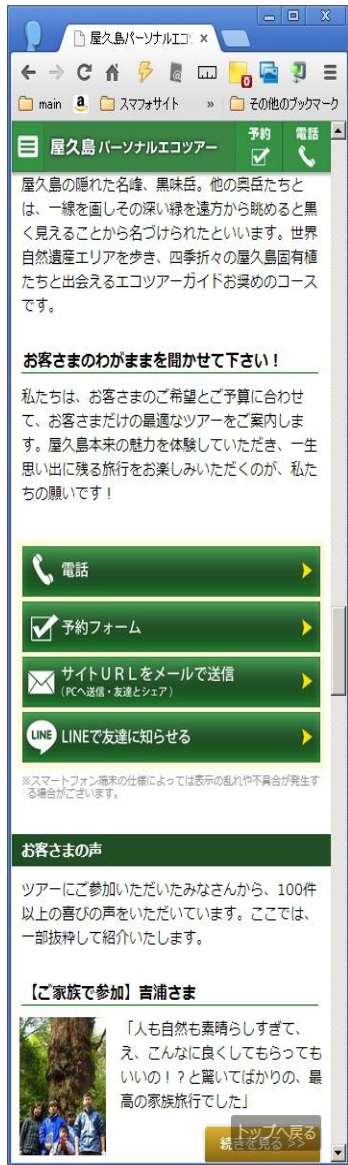 屋久島パーソナルエコ
main
スマフォサイト
»
その他のブックマーク
屋久島 パーソナルエコツアー
予約
電話
屋久島の隠れた名峰、黒味岳。他の奥岳たちと
は、一線を画しその深い緑を遠方から眺めると黒
く見えることから名づけられたといいます。世界
自然遺産エリアを歩き、四季折々の屋久島固有植
たちと出会えるエコツアーガイドお奨めのコース
です。
お客さまのわがままを聞かせて下さい！
私たちは、お客さまのご希望とご予算に合わせ
て、お客さまだけの最適なツアーをご案内しま
す。屋久島本来の魅力を体験していただき、一生
思い出に残る旅行をお楽しみいただくのが、私た
ちの願いです！
電話
予約フォーム
サイトＵＲＬをメールで送信
(PCへ送信・友達とシェア)
LINE
LINEで友達に知らせる
※スマートフォン端末の仕様によっては表示の乱れや不具合が発生す
る場合がございます。
お客さまの声
ツアーにご参加いただいたみなさんから、100件
以上の喜びの声をいただいています。ここでは、
一部抜粋して紹介いたします。
【ご家族で参加】吉浦さま
「人も自然も素晴らしすぎて、
え、こんなに良くしてもらっても
いいの！？と驚いてばかりの、最
高の家族旅行でした」
トップへ戻る
続きを見る >>